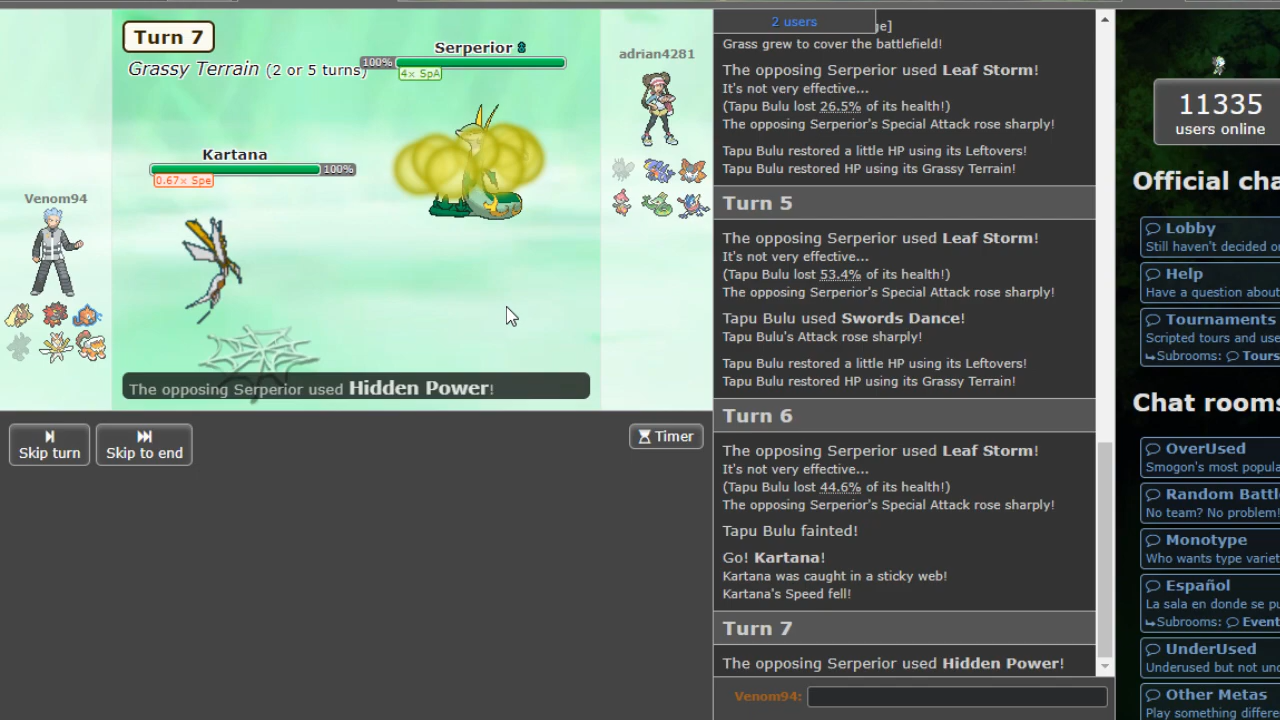 Turn 7
Grassy Terrain (2 or 5 turns)
Serperior
100%
4× SpA
Kartana
100%
0.67× Spe
Venom94
adrian4281
The opposing Serperior used Hidden Power!
Skip turn
Skip to end
Timer
2 users
ge]
Grass grew to cover the battlefield!
The opposing Serperior used Leaf Storm!
It's not very effective...
(Tapu Bulu lost 26.5% of its health!)
The opposing Serperior's Special Attack rose sharply!
Tapu Bulu restored a little HP using its Leftovers!
Tapu Bulu restored HP using its Grassy Terrain!
Turn 5
The opposing Serperior used Leaf Storm!
It's not very effective...
(Tapu Bulu lost 53.4% of its health!)
The opposing Serperior's Special Attack rose sharply!
Tapu Bulu used Swords Dance!
Tapu Bulu's Attack rose sharply!
Tapu Bulu restored a little HP using its Leftovers!
Tapu Bulu restored HP using its Grassy Terrain!
Turn 6
The opposing Serperior used Leaf Storm!
It's not very effective...
(Tapu Bulu lost 44.6% of its health!)
The opposing Serperior's Special Attack rose sharply!
Tapu Bulu fainted!
Go! Kartana!
Kartana was caught in a sticky web!
Kartana's Speed fell!
Turn 7
The opposing Serperior used Hidden Power!
Venom94:
11335
users online
Official cha
Lobby
Still haven't decided o
Help
Have a question about
Tournaments
Scripted tours and use
↳Subrooms: Tours
Chat rooms
OverUsed
Smogon's most popula
Random Battl
No team? No problem!
Monotype
Who wants type variet
Español
La sala en donde se pu
↳Subrooms: Event
UnderUsed
Underused but not und
Other Metas
Play something differe